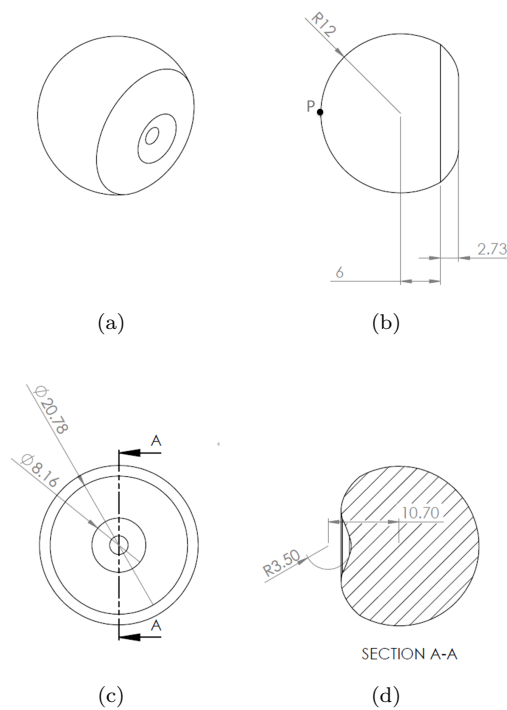 R12
P
2.73
6
(a)
(b)
Ø20.78
Ø8.16
A
A
10.70
R3.50
SECTION A-A
(c)
(d)